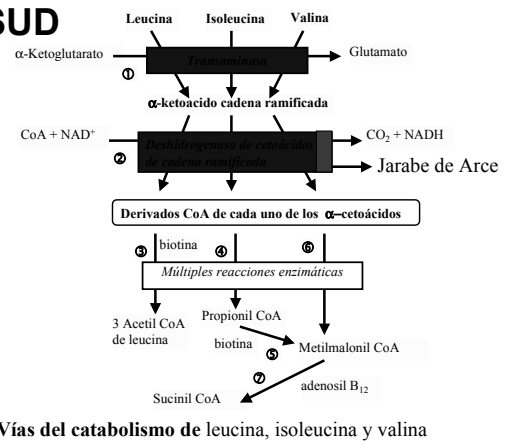 SUD
Leucina Isoleucina Valina
α-Ketoglutarato Transaminasa Glutamato
①
α-ketoacido cadena ramificada
CoA + NAD⁺ Deshidrogenasa de cetoácidos CO₂ + NADH
② de cadena ramificada Jarabe de Arce
Derivados CoA de cada uno de los α–cetoácidos
③ biotina ④ ⑥
Múltiples reacciones enzimáticas
3 Acetil CoA
de leucina
Propionil CoA
biotina ⑤ Metilmalonil CoA
⑦ adenosil B₁₂
Sucinil CoA
Vías del catabolismo de leucina, isoleucina y valina